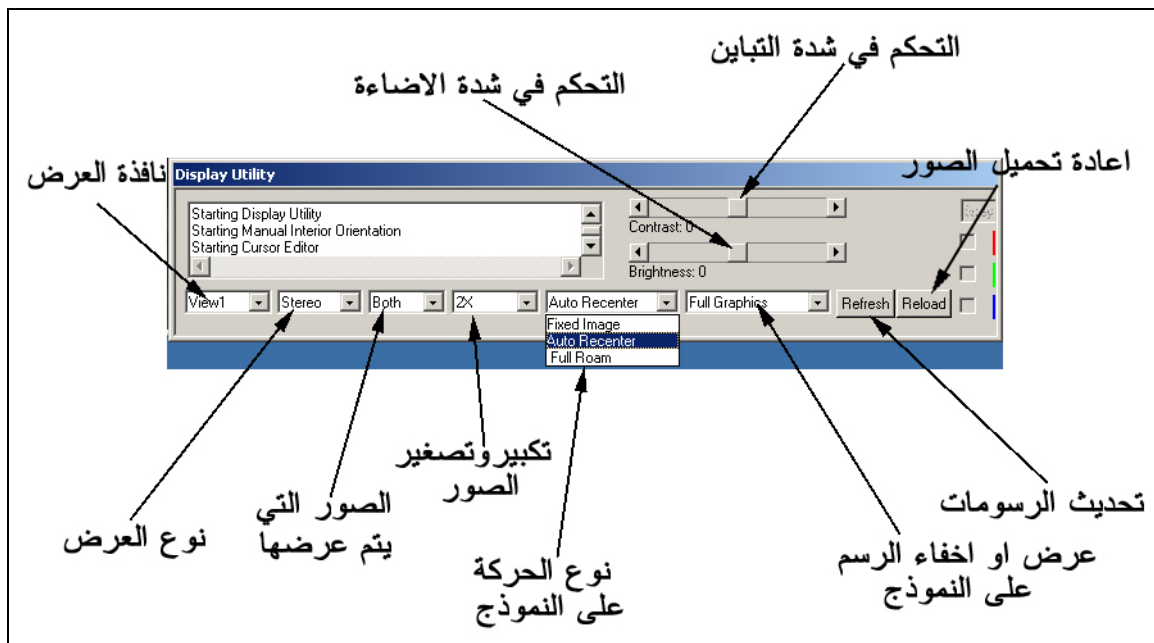 التحكم في شدة التباين
التحكم في شدة الاضاءة
اعادة تحميل الصور
نافذة العرض
Display Utility
Starting Display Utility
Starting Manual Interior Orientation
Starting Cursor Editor
Contrast: 0
Brightness: 0
View1
Stereo
Both
2X
Auto Recenter
Full Graphics
Refresh
Reload
Fixed Image
Auto Recenter
Full Roam
تكبير وتصغير
الصور
الصور التي
يتم عرضها
نوع العرض
نوع الحركة
على النموذج
تحديث الرسومات
عرض او اخفاء الرسم
على النموذج